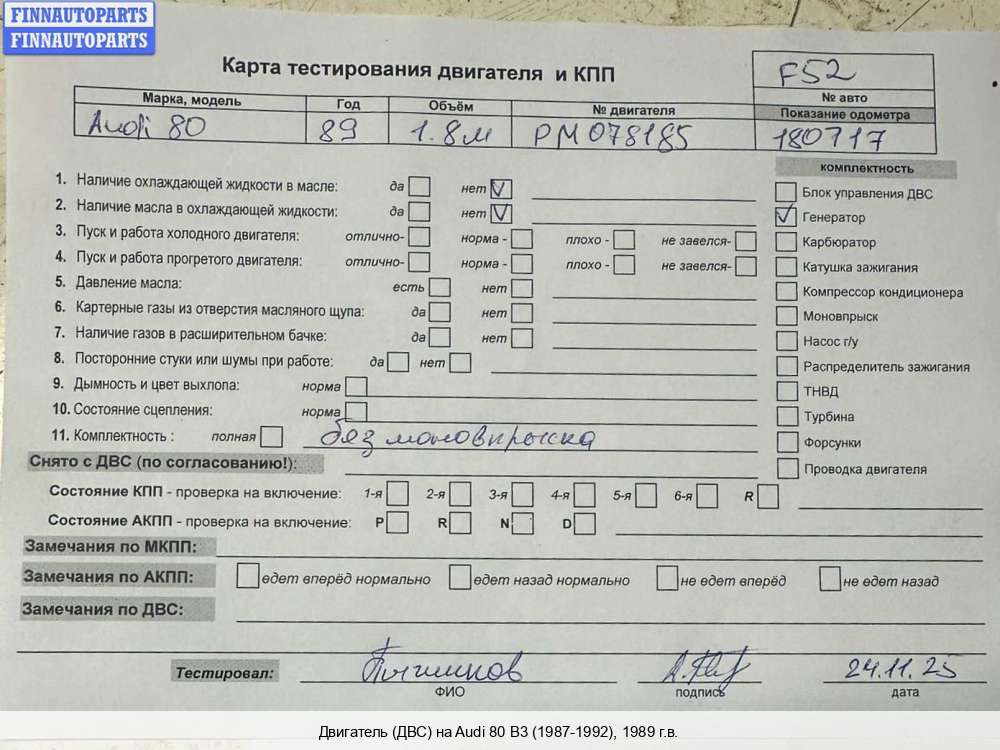 FINNAUTOPARTS
FINNAUTOPARTS
Карта тестирования двигателя и КПП
F52
№ авто
Марка, модель Год Объём № двигателя Показание одометра
Audi 80 89 1.8м PM078185 180717
комплектность
1. Наличие охлаждающей жидкости в масле: да нет
2. Наличие масла в охлаждающей жидкости: да нет
3. Пуск и работа холодного двигателя: отлично- норма - плохо - не завелся-
4. Пуск и работа прогретого двигателя: отлично- норма - плохо - не завелся-
5. Давление масла: есть нет
6. Картерные газы из отверстия масляного щупа: да нет
7. Наличие газов в расширительном бачке: да нет
8. Посторонние стуки или шумы при работе: да нет
9. Дымность и цвет выхлопа: норма
10. Состояние сцепления: норма
11. Комплектность : полная без моновпрыска
Блок управления ДВС
Генератор
Карбюратор
Катушка зажигания
Компрессор кондиционера
Моновпрыск
Насос г/у
Распределитель зажигания
ТНВД
Турбина
Форсунки
Проводка двигателя
Снято с ДВС (по согласованию!):
Состояние КПП - проверка на включение: 1-я 2-я 3-я 4-я 5-я 6-я R
Состояние АКПП - проверка на включение: P R N D
Замечания по МКПП:
Замечания по АКПП: едет вперёд нормально едет назад нормально не едет вперёд не едет назад
Замечания по ДВС:
Тестировал: 24.11.25
ФИО подпись дата
Двигатель (ДВС) на Audi 80 B3 (1987-1992), 1989 г.в.